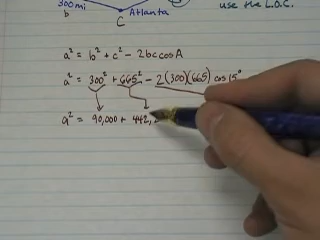 300 mi
b
C
Atlanta
use the L.O.C.
a² = b² + c² - 2bc cos A
a² = 300² + 665² - 2(300)(665) cos 15°
a² = 90,000 + 442,